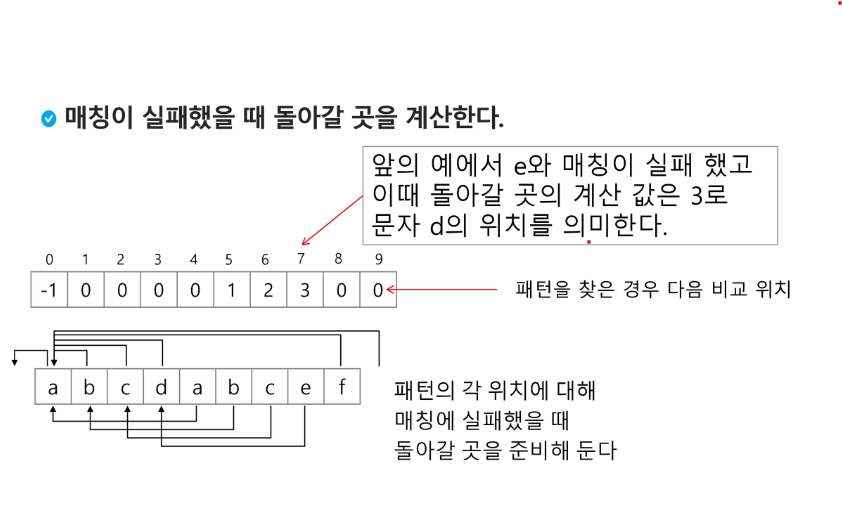 매칭이 실패했을 때 돌아갈 곳을 계산한다.
앞의 예에서 e와 매칭이 실패 했고
이때 돌아갈 곳의 계산 값은 3로
문자 d의 위치를 의미한다.
0 1 2 3 4 5 6 7 8 9
-1 0 0 0 0 1 2 3 0 0
패턴을 찾은 경우 다음 비교 위치
a b c d a b c e f
패턴의 각 위치에 대해
매칭에 실패했을 때
돌아갈 곳을 준비해 둔다